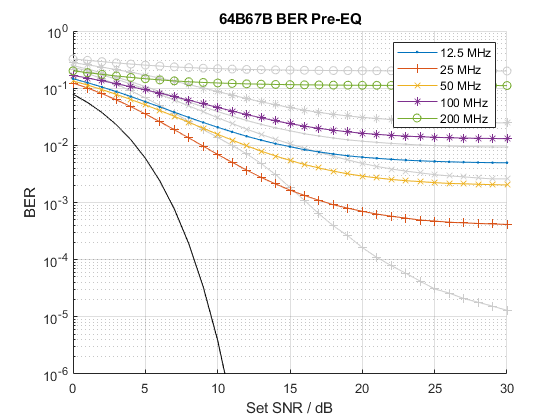 64B67B BER Pre-EQ
12.5 MHz
25 MHz
50 MHz
100 MHz
200 MHz
BER
10^0
10^-1
10^-2
10^-3
10^-4
10^-5
10^-6
0 5 10 15 20 25 30
Set SNR / dB